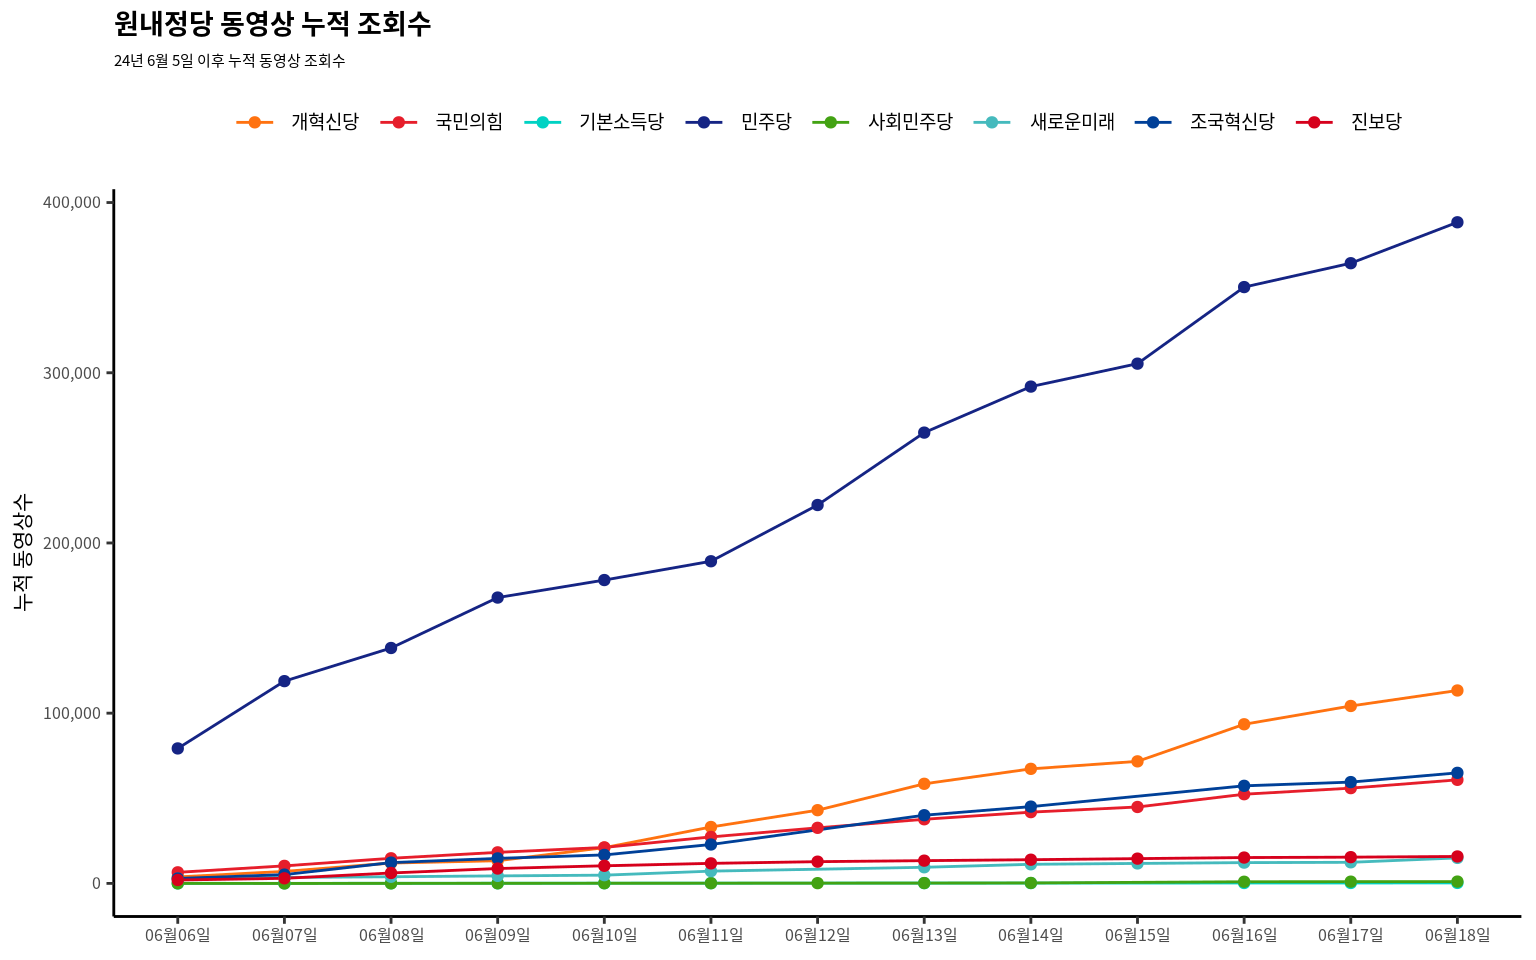 원내정당 동영상 누적 조회수
24년 6월 5일 이후 누적 동영상 조회수
개혁신당 국민의힘 기본소득당 민주당 사회민주당 새로운미래 조국혁신당 진보당
누적 동영상수
400,000
300,000
200,000
100,000
0
06월06일 06월07일 06월08일 06월09일 06월10일 06월11일 06월12일 06월13일 06월14일 06월15일 06월16일 06월17일 06월18일